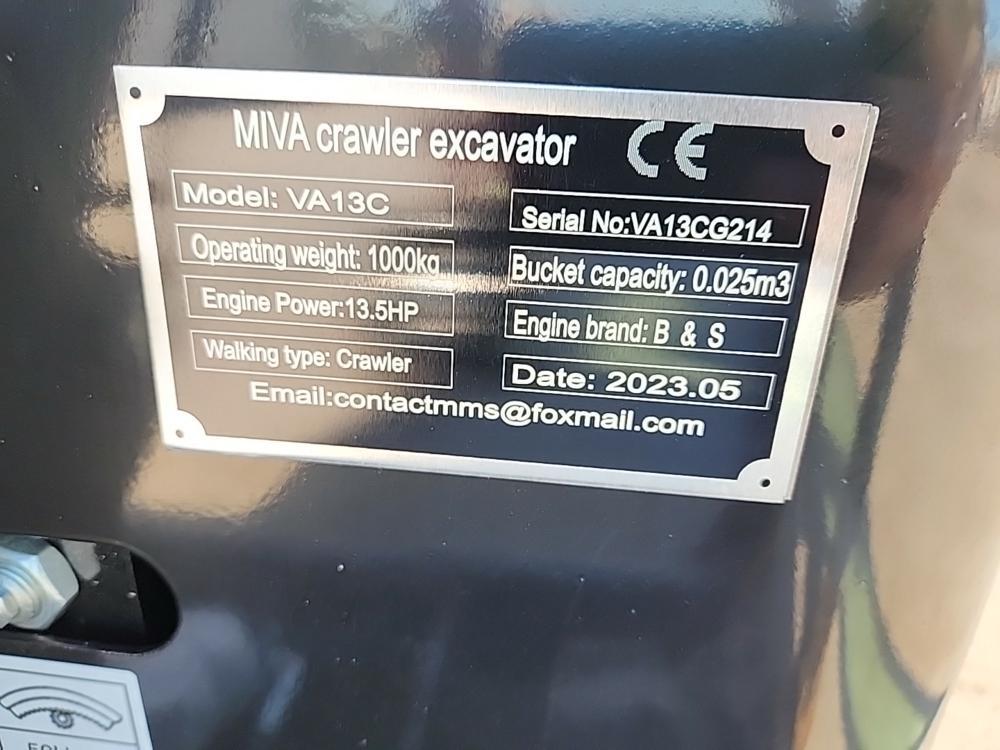 MIVA crawler excavator CE
Model: VA13C
Serial No:VA13CG214
Operating weight: 1000kg
Bucket capacity: 0.025m3
Engine Power:13.5HP
Engine brand: B & S
Walking type: Crawler
Date: 2023.05
Email:contactmms@foxmail.com